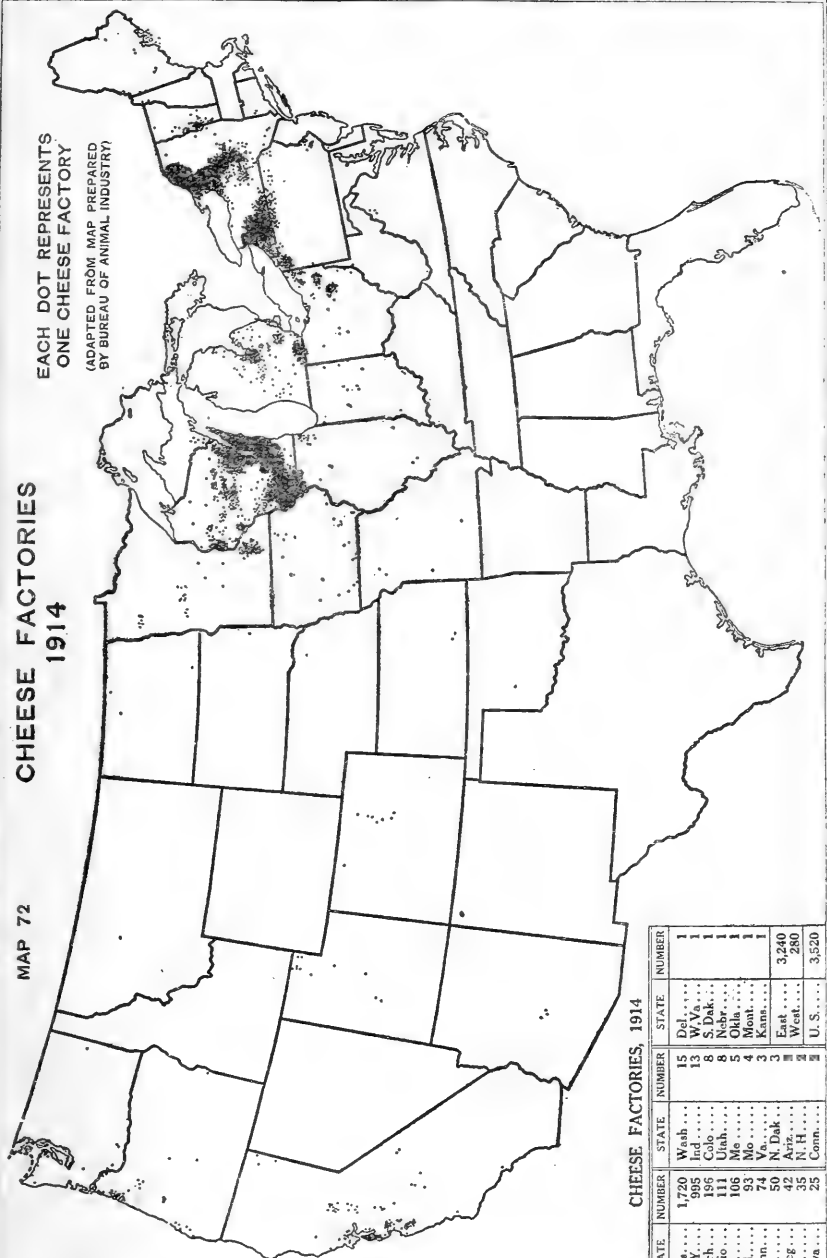 MAP 72
CHEESE FACTORIES
1914
EACH DOT REPRESENTS
ONE CHEESE FACTORY
(ADAPTED FROM MAP PREPARED
BY BUREAU OF ANIMAL INDUSTRY)
CHEESE FACTORIES, 1914
NUMBER STATE NUMBER STATE NUMBER
1,720 Wash...... 15 Del...... 1
995 Ind...... 13 W. Va.... 1
196 Colo..... 8 S. Dak... 1
111 Utah..... 8 Nebr.... 1
106 Me...... 5 Okla..... 1
93 Mo...... 4 Mont.... 1
74 Va....... 3 Kans..... 1
50 N. Dak... 3
42 Ariz..... East..... 3,240
35 N. H..... West.... 280
25 Conn.... U. S...... 3,520